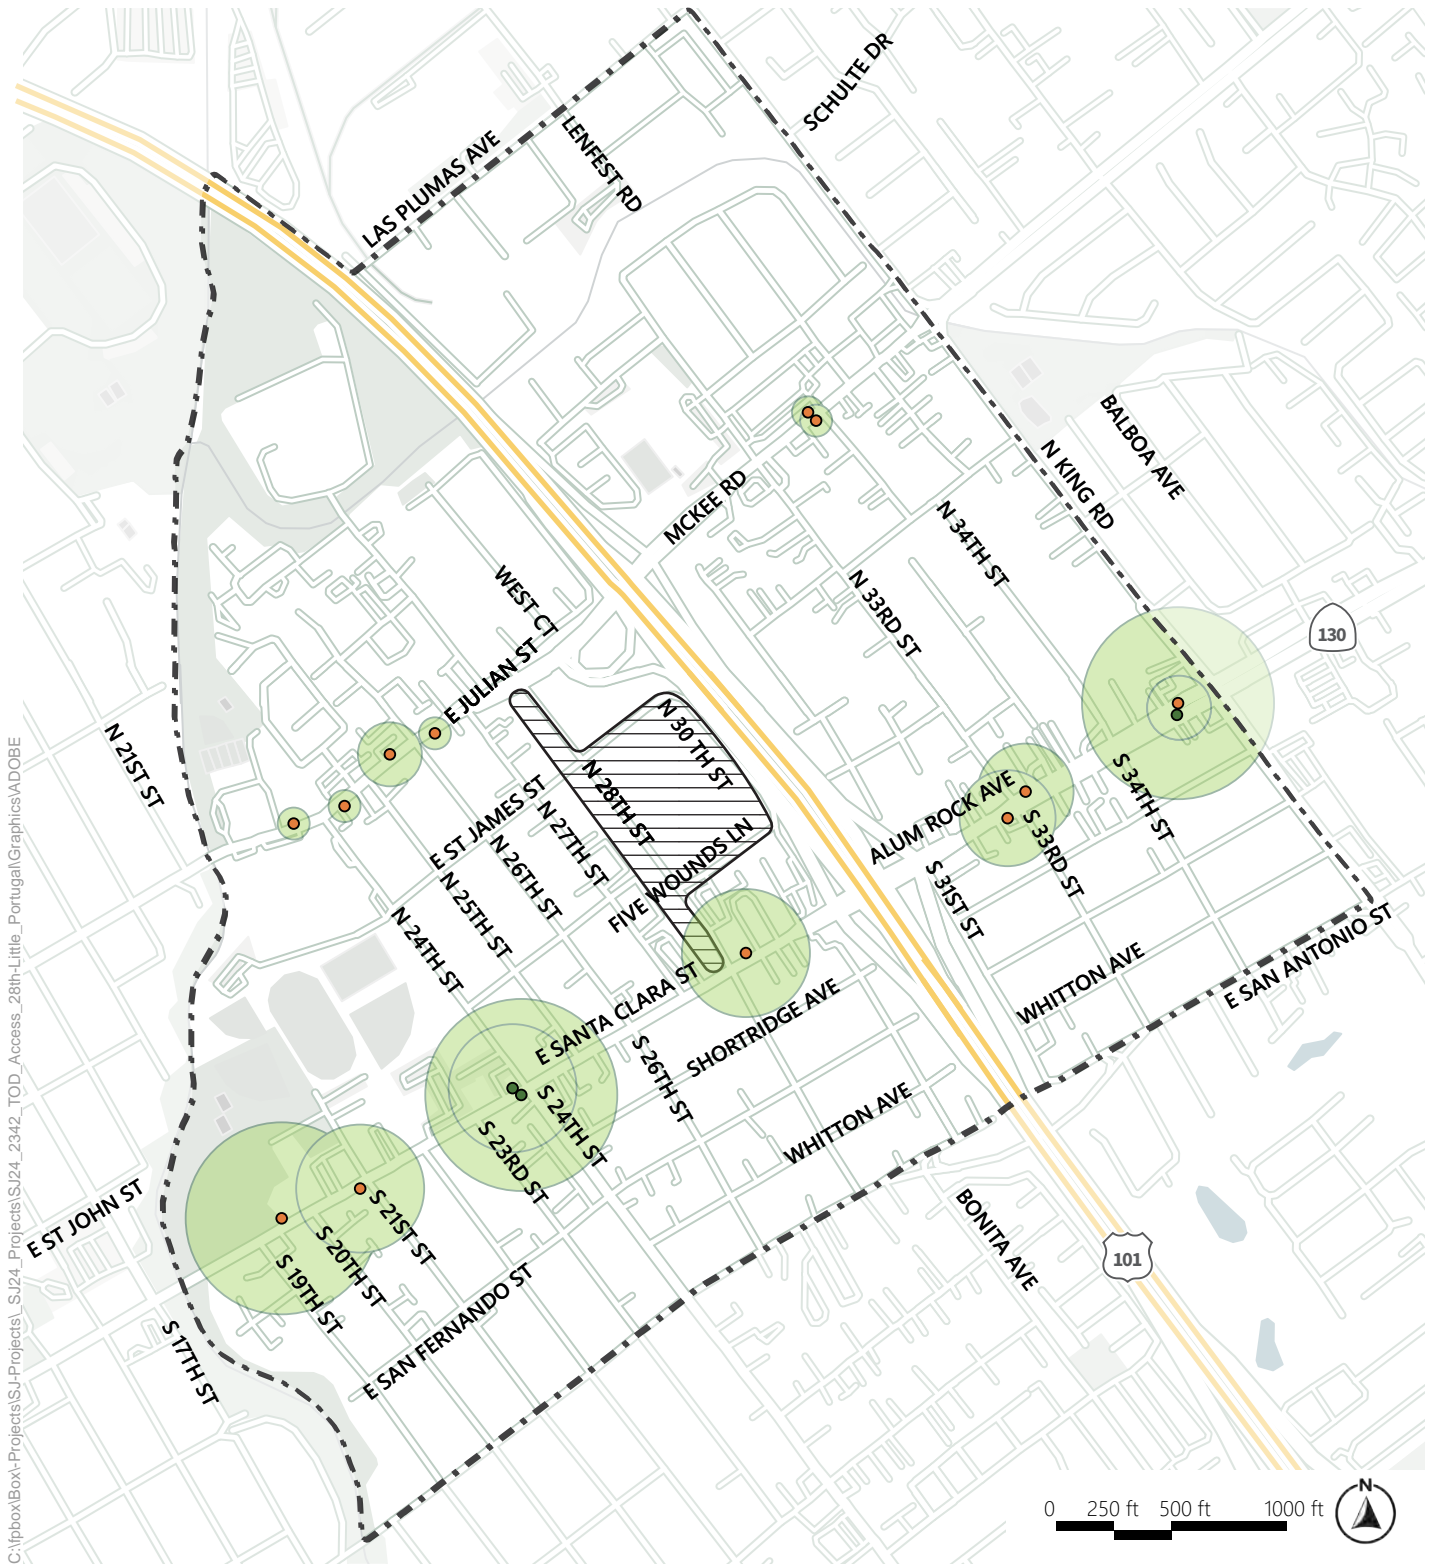 SCHULTE DR
LENFEST RD
LAS PLUMAS AVE
BALBOA AVE
N KING RD
MCKEE RD
N 34TH ST
N 33RD ST
WEST CT
130
E JULIAN ST
N 30 TH ST
N 21ST ST
N 28TH ST
S 34TH ST
E ST JAMES ST
N 27TH ST
ALUM ROCK AVE
N 26TH ST
FIVE WOUNDS LN
S 33RD ST
N 25TH ST
S 31ST ST
N 24TH ST
E SAN ANTONIO ST
WHITTON AVE
E SANTA CLARA ST
SHORTRIDGE AVE
S 26TH ST
S 24TH ST
WHITTON AVE
S 23RD ST
E ST JOHN ST
S 21ST ST
S 20TH ST
BONITA AVE
101
S 19TH ST
E SAN FERNANDO ST
S 17TH ST
0 250 ft 500 ft 1000 ft
N
C:\fpbox\Box\-Projects\SJ-Projects\_SJ24_Projects\SJ24_2342_TOD_Access_28th-Little_Portugal\Graphics\ADOBE